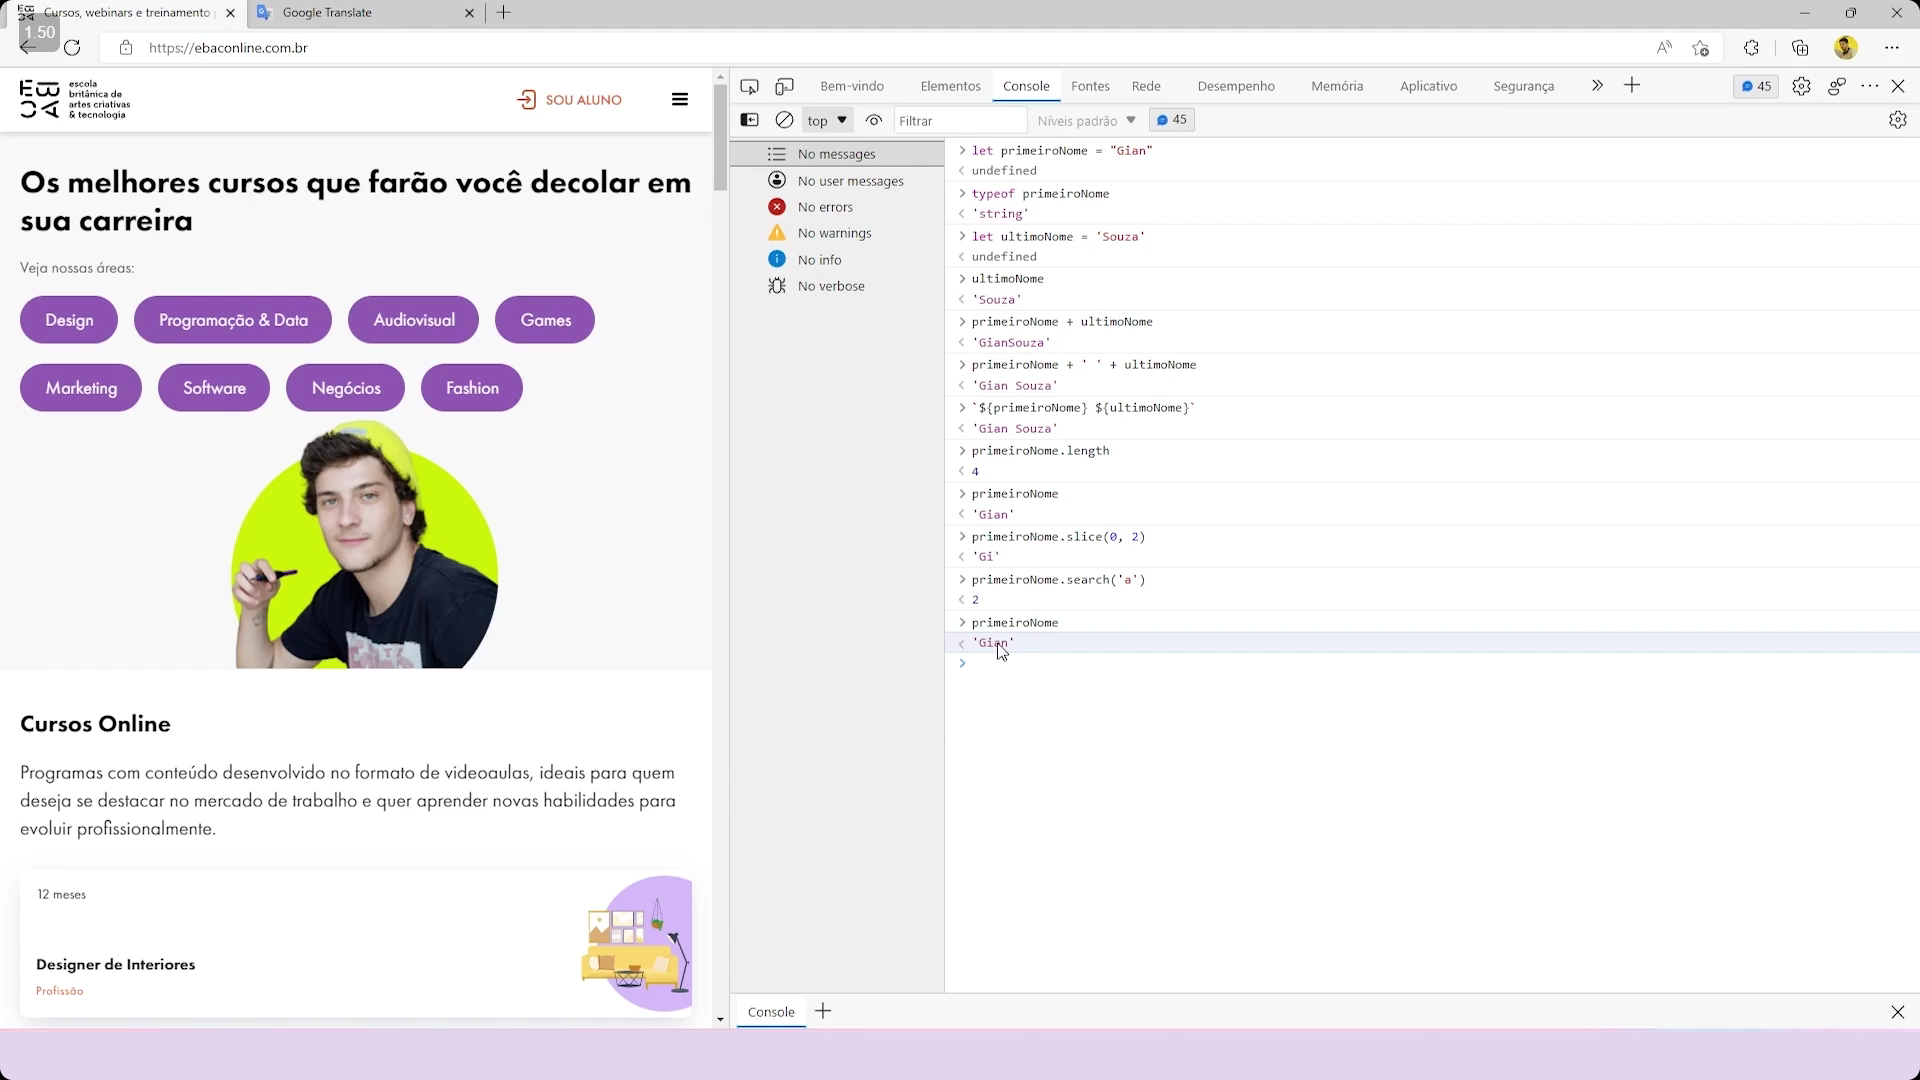 Cursos, webinars e treinamento
Google Translate
1.50
https://ebaconline.com.br
escola
britânica de
artes criativas
& tecnologia
SOU ALUNO
Os melhores cursos que farão você decolar em
sua carreira
Veja nossas áreas:
Design
Programação & Data
Audiovisual
Games
Marketing
Software
Negócios
Fashion
Cursos Online
Programas com conteúdo desenvolvido no formato de videoaulas, ideais para quem
deseja se destacar no mercado de trabalho e quer aprender novas habilidades para
evoluir profissionalmente.
12 meses
Designer de Interiores
Profissão
Bem-vindo
Elementos
Console
Fontes
Rede
Desempenho
Memória
Aplicativo
Segurança
45
top
Filtrar
Níveis padrão
45
No messages
No user messages
No errors
No warnings
No info
No verbose
> let primeiroNome = "Gian"
< undefined
> typeof primeiroNome
< 'string'
> let ultimoNome = 'Souza'
< undefined
> ultimoNome
< 'Souza'
> primeiroNome + ultimoNome
< 'GianSouza'
> primeiroNome + ' ' + ultimoNome
< 'Gian Souza'
> `${primeiroNome} ${ultimoNome}`
< 'Gian Souza'
> primeiroNome.length
< 4
> primeiroNome
< 'Gian'
> primeiroNome.slice(0, 2)
< 'Gi'
> primeiroNome.search('a')
< 2
> primeiroNome
< 'Gian'
>
Console